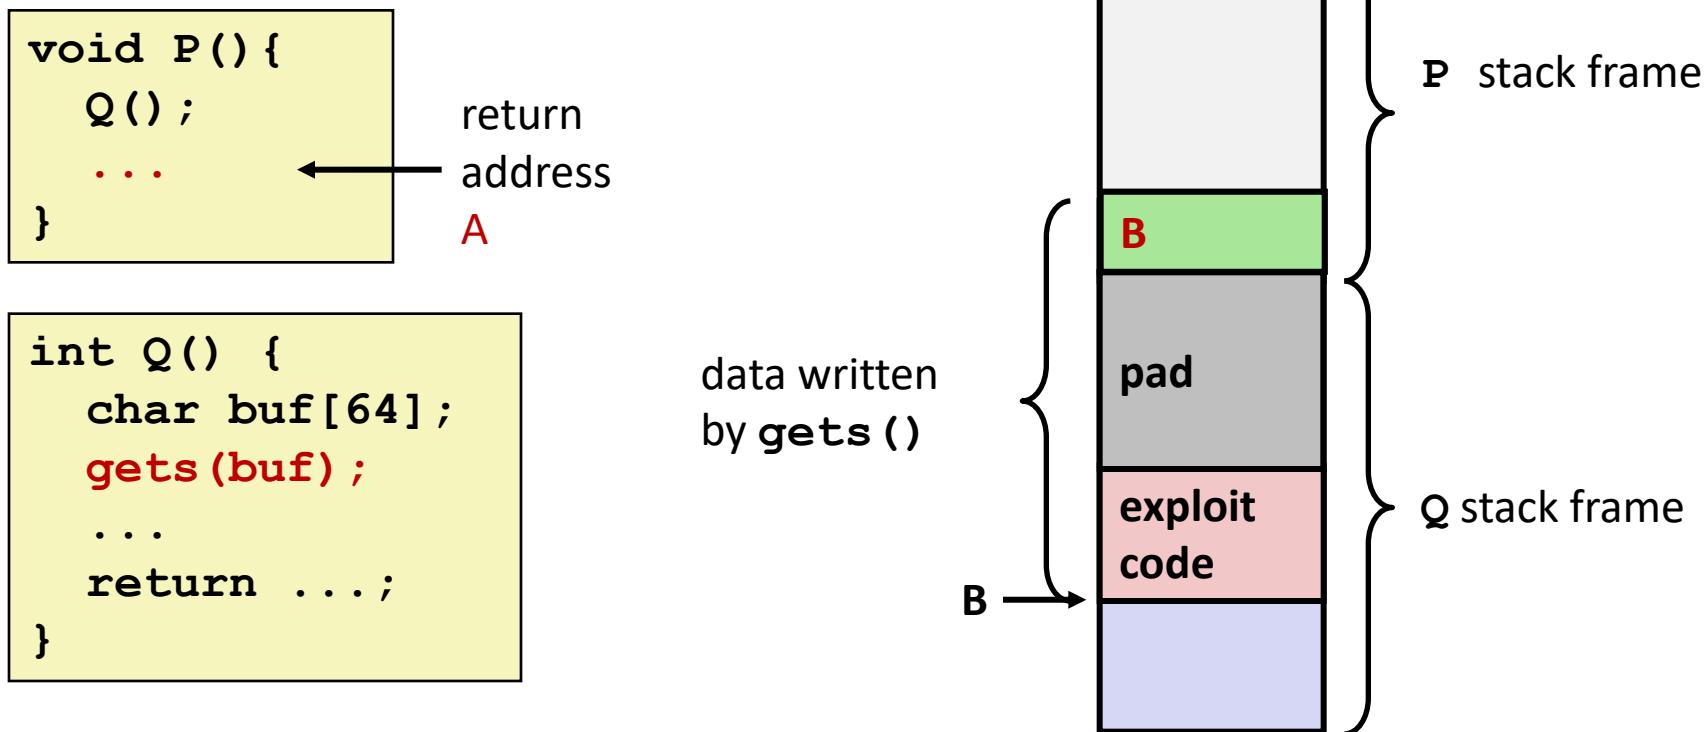 void P(){
Q();
...
}
return
address
A
int Q() {
char buf[64];
gets(buf);
...
return ...;
}
data written
by gets()
B
B
pad
exploit
code
P stack frame
Q stack frame